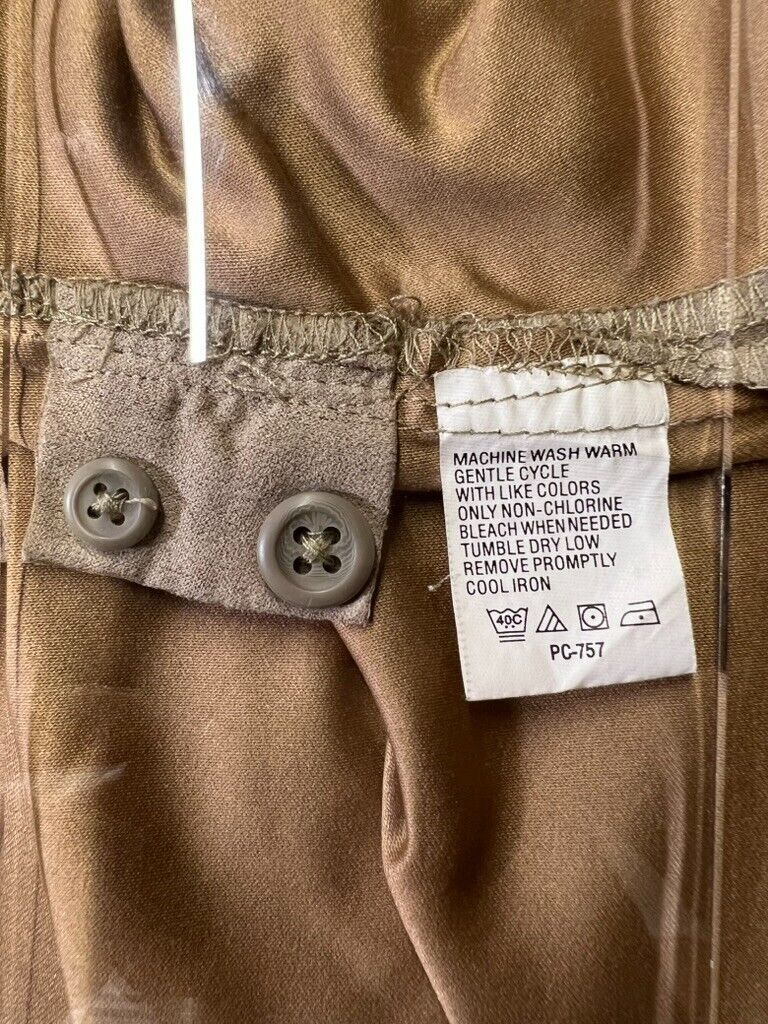 MACHINE WASH WARM
GENTLE CYCLE
WITH LIKE COLORS
ONLY NON-CHLORINE
BLEACH WHEN NEEDED
TUMBLE DRY LOW
REMOVE PROMPTLY
COOL IRON
40C
PC-757